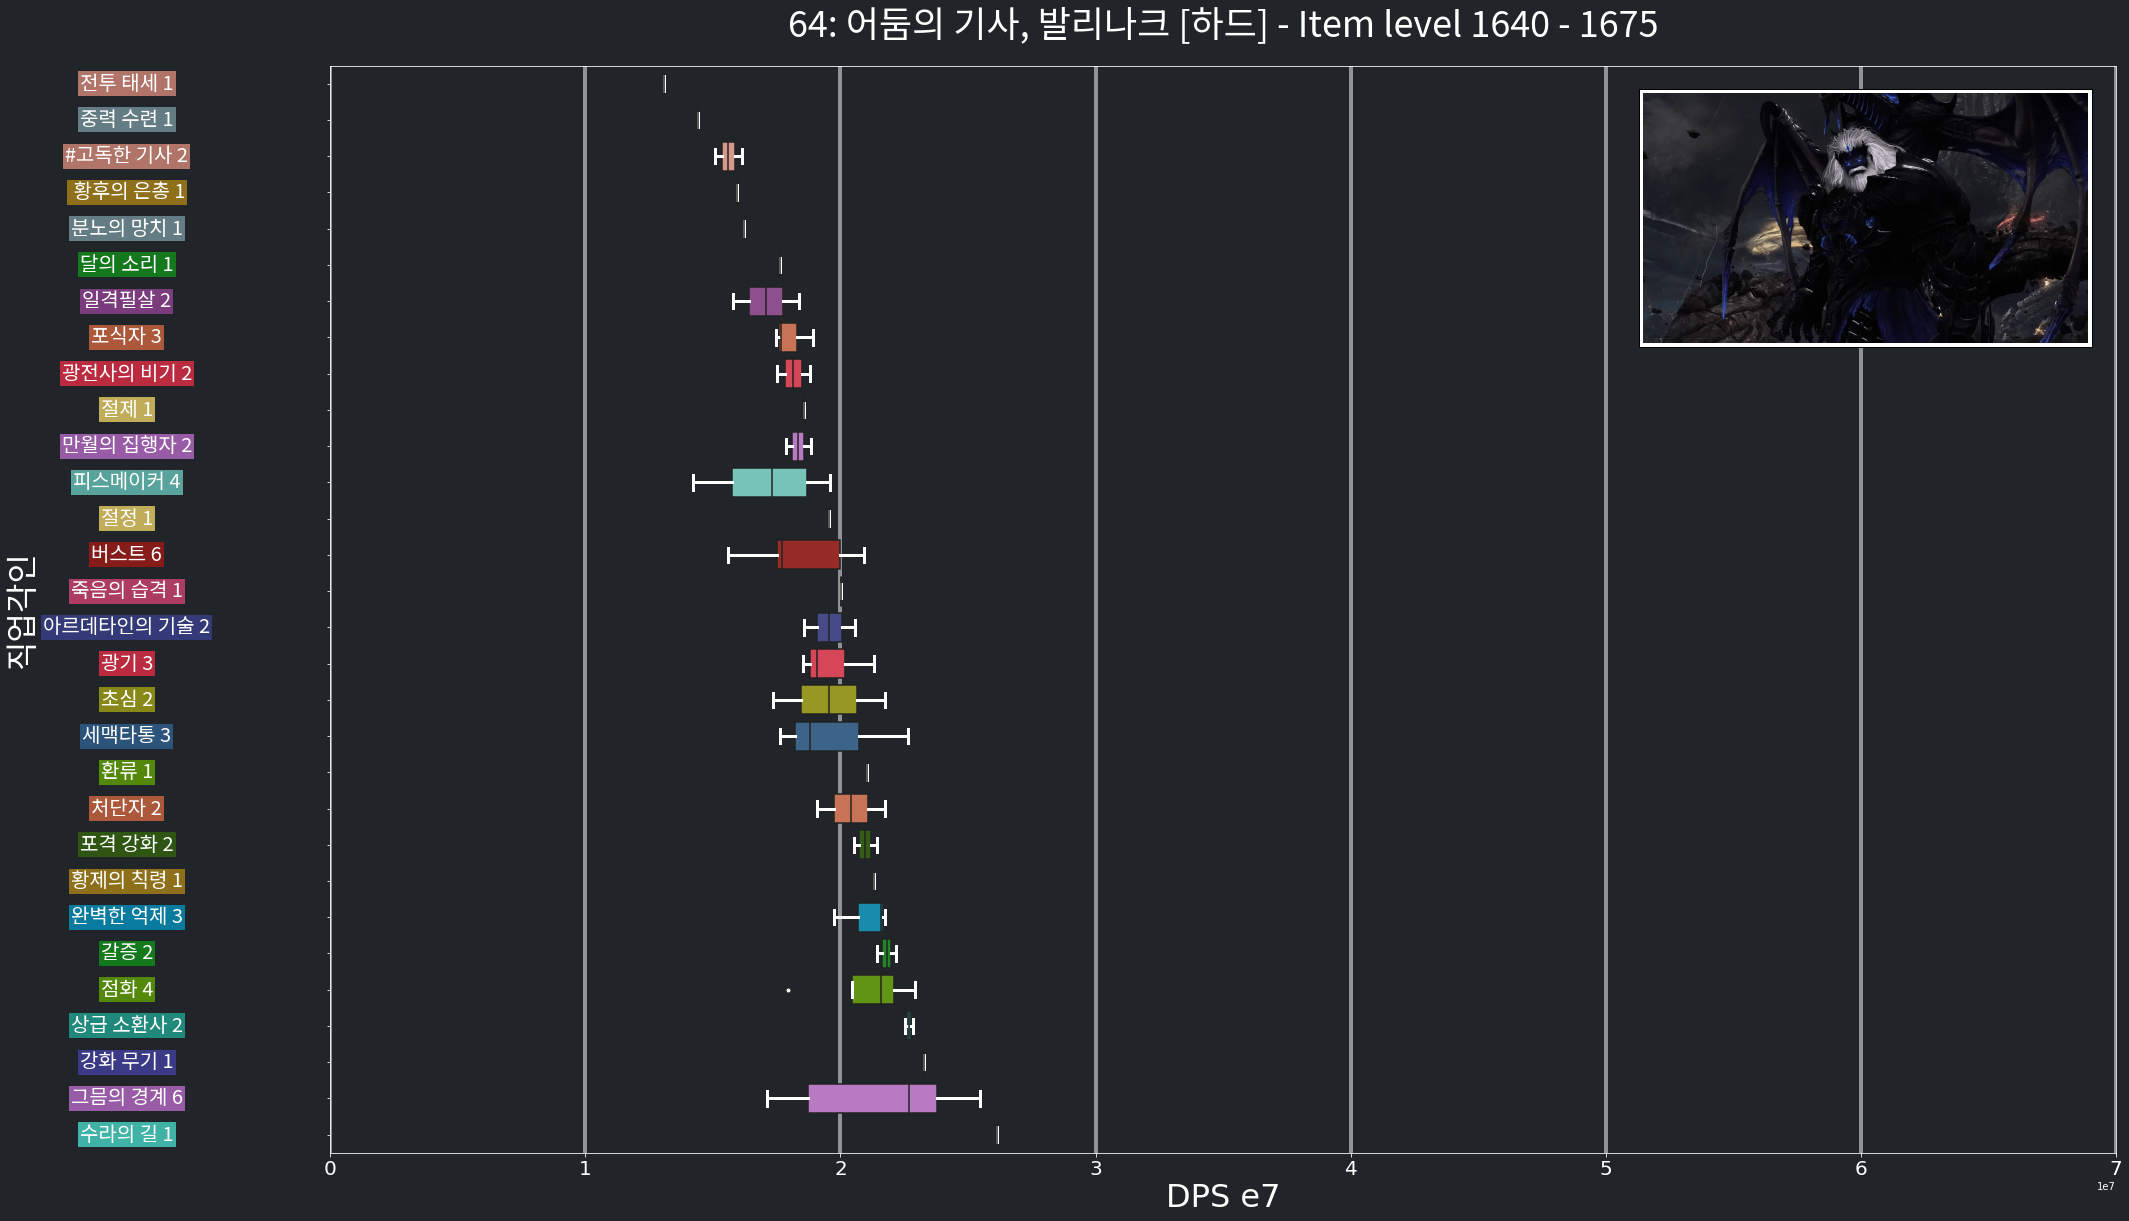 64: 어둠의 기사, 발리나크 [하드] - Item level 1640 - 1675
직업각인
전투 태세 1
중력 수련 1
#고독한 기사 2
황후의 은총 1
분노의 망치 1
달의 소리 1
일격필살 2
포식자 3
광전사의 비기 2
절제 1
만월의 집행자 2
피스메이커 4
절정 1
버스트 6
죽음의 습격 1
아르데타인의 기술 2
광기 3
초심 2
세맥타통 3
환류 1
처단자 2
포격 강화 2
황제의 칙령 1
완벽한 억제 3
갈증 2
점화 4
상급 소환사 2
강화 무기 1
그믐의 경계 6
수라의 길 1
0 1 2 3 4 5 6 7
1e7
DPS e7